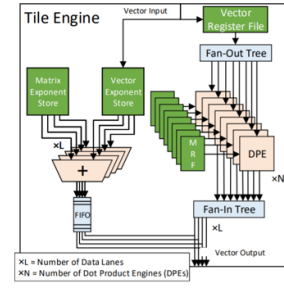 Tile Engine
Vector Input
Vector
Register File
Fan-Out Tree
Matrix
Exponent
Store
Vector
Exponent
Store
×L
+
M
R
F
DPE
×N
FIFO
Fan-In Tree
×L
Vector Output
×L = Number of Data Lanes
×N = Number of Dot Product Engines (DPEs)